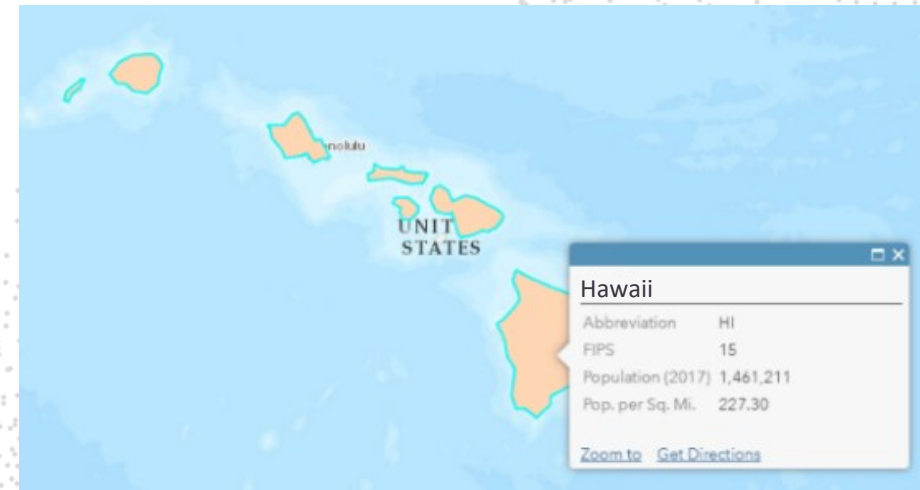 nolulu
UNIT
STATES
Hawaii
Abbreviation HI
FIPS 15
Population (2017) 1,461,211
Pop. per Sq. Mi. 227.30
Zoom to Get Directions